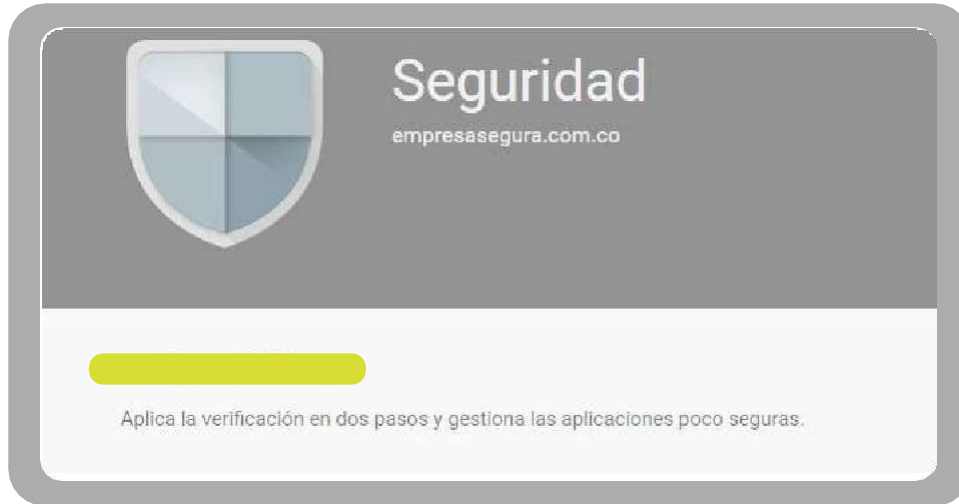 Seguridad
empresasegura.com.co
Aplica la verificación en dos pasos y gestiona las aplicaciones poco seguras.